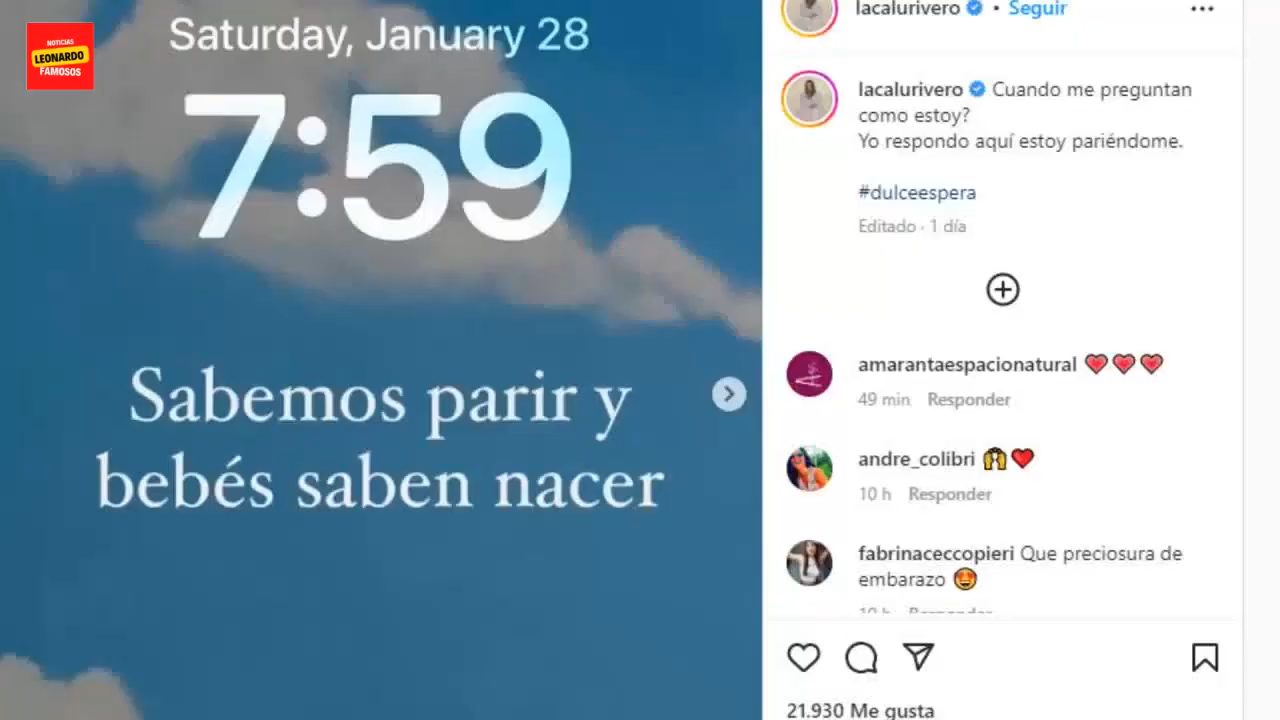 NOTICIAS
LEONARDO
FAMOSOS
Saturday, January 28
7:59
Sabemos parir y
bebés saben nacer
lacalurivero • Seguir
lacalurivero Cuando me preguntan
como estoy?
Yo respondo aquí estoy pariéndome.
#dulceespera
Editado · 1 día
amarantaespacionatural
49 min Responder
andre_colibri
10 h Responder
fabrinaceccopieri Que preciosura de
embarazo
10 h Responder
21.930 Me gusta